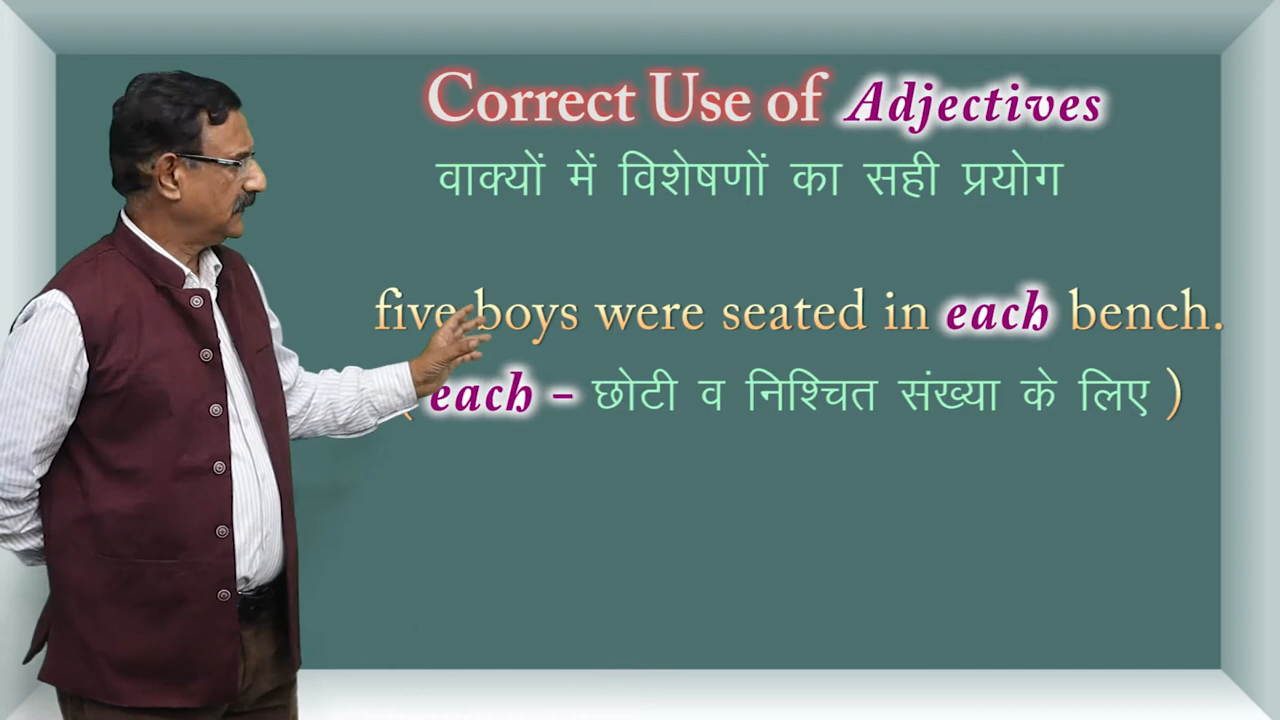 Correct Use of Adjectives
वाक्यों में विशेषणों का सही प्रयोग
five boys were seated in each bench.
( each – छोटी व निश्चित संख्या के लिए )